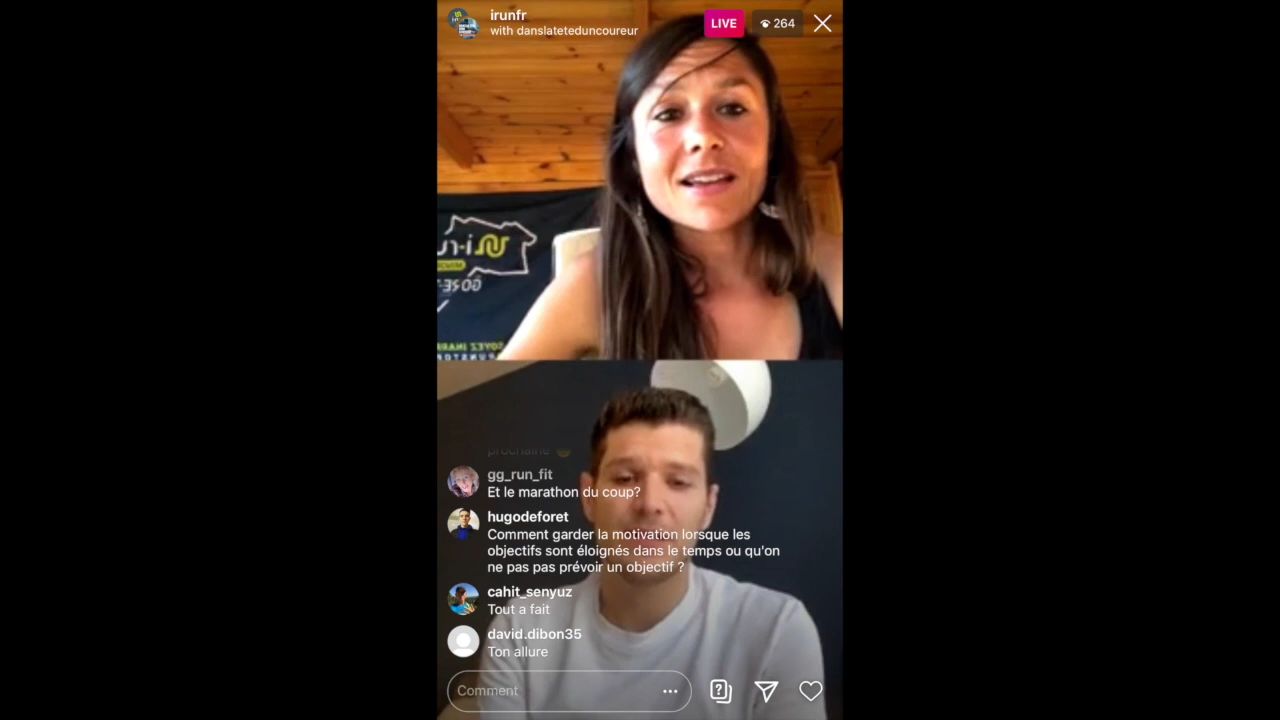 irunfr
with danslateteduncoureur
LIVE
264
prochaine
gg_run_fit
Et le marathon du coup?
hugodeforet
Comment garder la motivation lorsque les
objectifs sont éloignés dans le temps ou qu'on
ne pas pas prévoir un objectif ?
cahit_senyuz
Tout a fait
david.dibon35
Ton allure
Comment